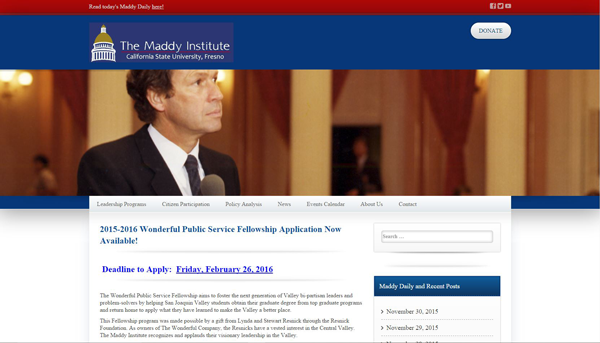 Read today's Maddy Daily here!
The Maddy Institute
California State University, Fresno
DONATE
Leadership Programs Citizen Participation Policy Analysis News Events Calendar About Us Contact
2015-2016 Wonderful Public Service Fellowship Application Now
Available!
Deadline to Apply: Friday, February 26, 2016
The Wonderful Public Service Fellowship aims to foster the next generation of Valley bi-partisan leaders and
problem-solvers by helping San Joaquin Valley students obtain their graduate degree from top graduate programs
and return home to apply what they have learned to make the Valley a better place.
This Fellowship program was made possible by a gift from Lynda and Stewart Resnick through the Resnick
Foundation. As owners of The Wonderful Company, the Resnicks have a vested interest in the Central Valley.
The Maddy Institute recognizes and applauds their visionary leadership in the Valley.
Search …
Maddy Daily and Recent Posts
November 30, 2015
November 29, 2015
November 28, 2015